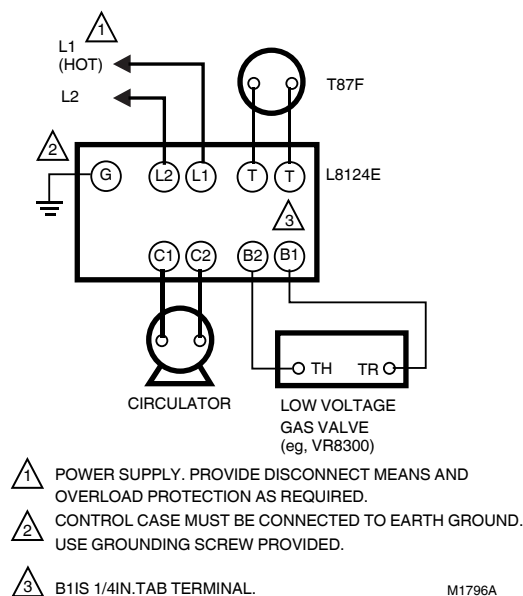 1
L1
(HOT)
T87F
L2
2
G L2 L1 T T L8124E
3
C1 C2 B2 B1
TH TR
CIRCULATOR
LOW VOLTAGE
GAS VALVE
(eg, VR8300)
1 POWER SUPPLY. PROVIDE DISCONNECT MEANS AND
OVERLOAD PROTECTION AS REQUIRED.
2 CONTROL CASE MUST BE CONNECTED TO EARTH GROUND.
USE GROUNDING SCREW PROVIDED.
3 B1IS 1/4IN.TAB TERMINAL.
M1796A